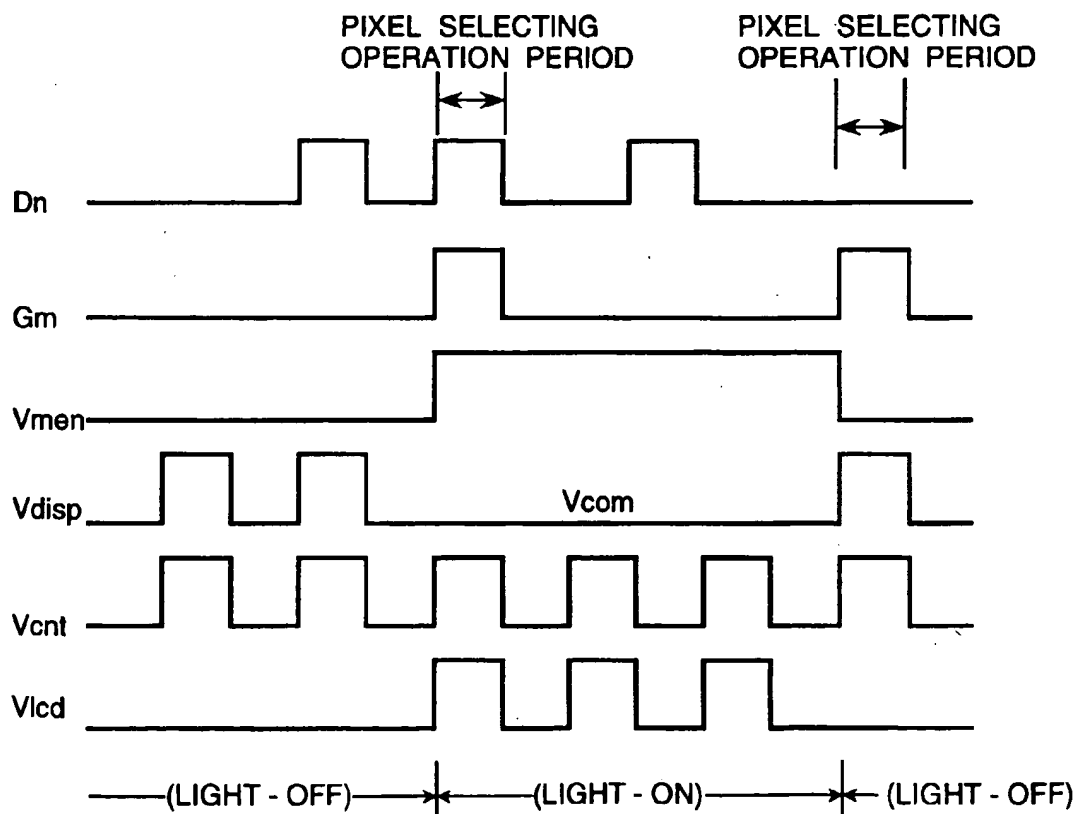 PIXEL SELECTING
OPERATION PERIOD
PIXEL SELECTING
OPERATION PERIOD
Dn
Gm
Vmen
Vdisp
Vcom
Vcnt
Vlcd
(LIGHT - OFF)
(LIGHT - ON)
(LIGHT - OFF)